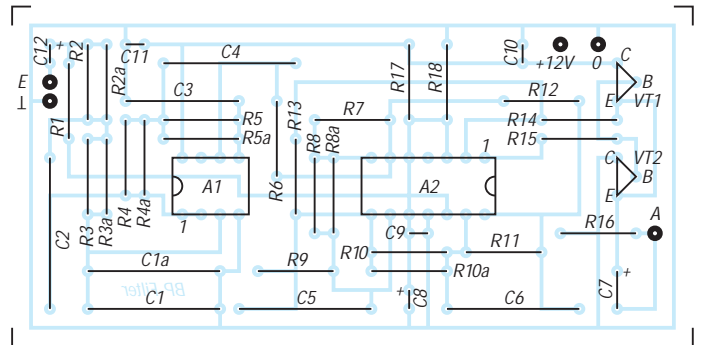 C12
+
R2
R2a
C11
C4
R17
R18
C10
+12V
0
C
B
E
VT1
E
⊥
R1
C3
R13
R7
R12
R5
R5a
R14
R15
R8
R8a
1
C
VT2
B
E
A1
R6
A2
R3
R3a
R4
R4a
1
C2
C9
R16
A
C1a
R9
R10
R10a
R11
BP Filter
C1
C5
+
C8
C6
C7
+